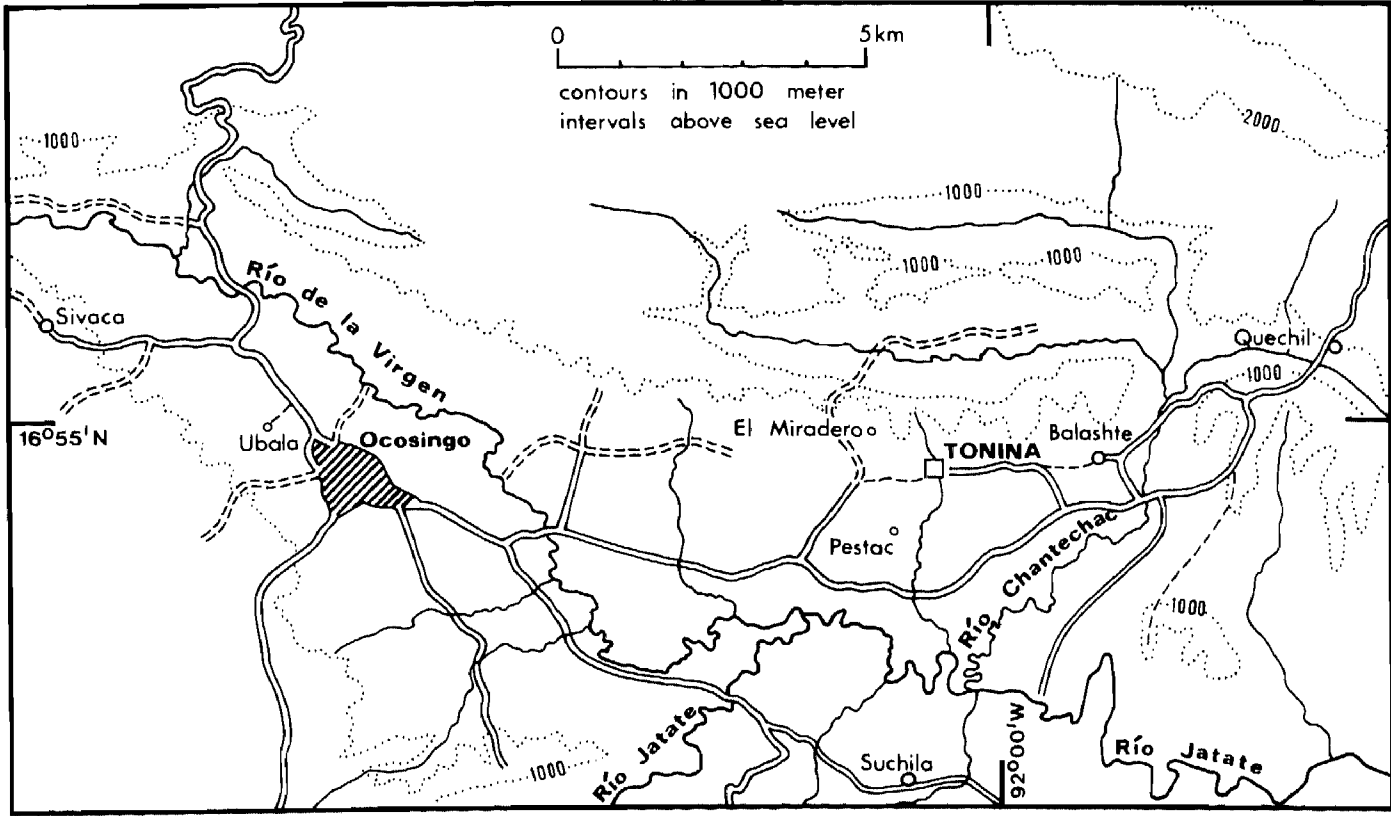 0 5km
contours in 1000 meter
intervals above sea level
1000
2000
1000
1000
1000
Río de la Virgen
Sivaca
Quechil
1000
16°55'N
Ubala
Ocosingo
El Miradero
TONINA
Balashte
Pestac
Río Chantechac
1000
Río Jatate
1000
Suchila
92°00'W
Río Jatate